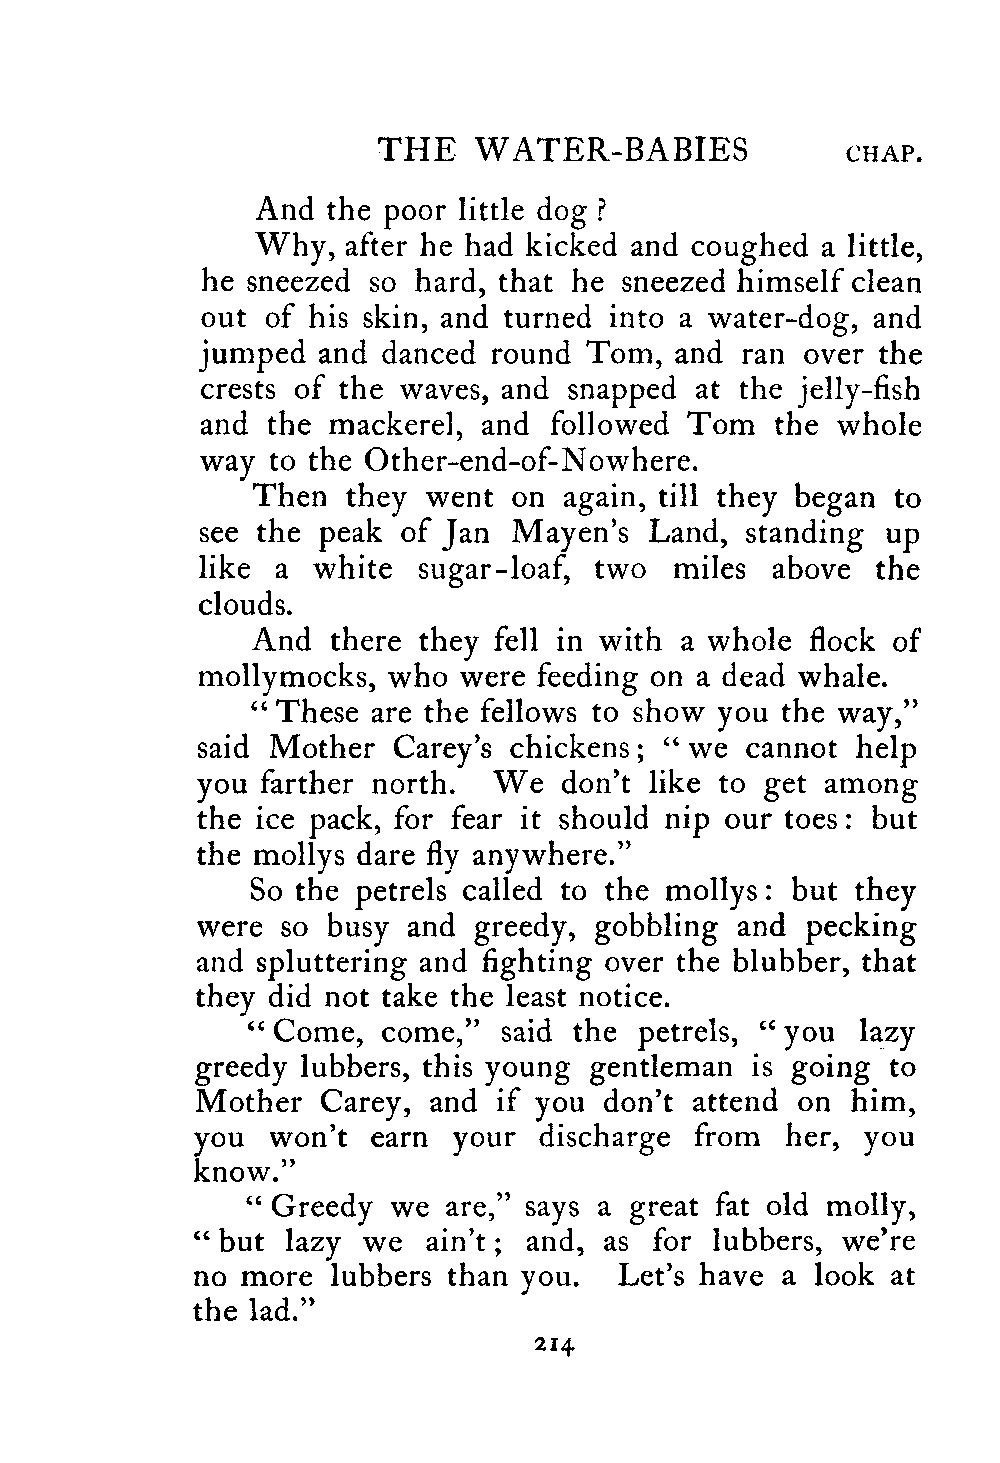 THE WATER-BABIES CHAP.
And the poor little dog?
Why, after he had kicked and coughed a little,
he sneezed so hard, that he sneezed himself clean
out of his skin, and turned into a water-dog, and
jumped and danced round Tom, and ran over the
crests of the waves, and snapped at the jelly-fish
and the mackerel, and followed Tom the whole
way to the Other-end-of-Nowhere.
Then they went on again, till they began to
see the peak of Jan Mayen's Land, standing up
like a white sugar-loaf, two miles above the
clouds.
And there they fell in with a whole flock of
mollymocks, who were feeding on a dead whale.
"These are the fellows to show you the way,"
said Mother Carey's chickens; "we cannot help
you farther north. We don't like to get among
the ice pack, for fear it should nip our toes: but
the mollys dare fly anywhere."
So the petrels called to the mollys: but they
were so busy and greedy, gobbling and pecking
and spluttering and fighting over the blubber, that
they did not take the least notice.
"Come, come," said the petrels, "you lazy
greedy lubbers, this young gentleman is going to
Mother Carey, and if you don't attend on him,
you won't earn your discharge from her, you
know."
"Greedy we are," says a great fat old molly,
"but lazy we ain't; and, as for lubbers, we're
no more lubbers than you. Let's have a look at
the lad."
214